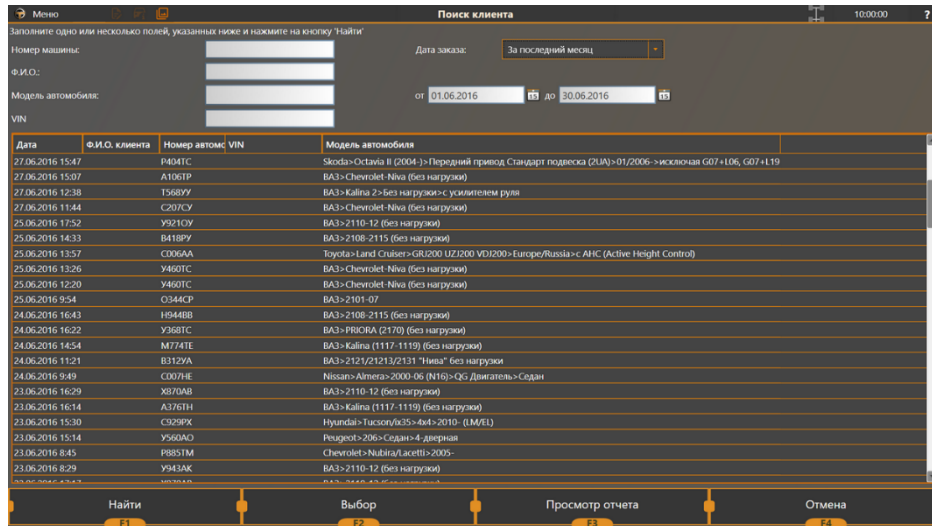 Меню Поиск клиента 10:00:00 ?
Заполните одно или несколько полей, указанных ниже и нажмите на кнопку 'Найти'
Номер машины: Дата заказа: За последний месяц
Ф.И.О.:
Модель автомобиля: от 01.06.2016 15 до 30.06.2016 15
VIN
Дата Ф.И.О. клиента Номер автомо VIN Модель автомобиля
27.06.2016 15:47 Р404ТС Skoda>Octavia II (2004-)>Передний привод Стандарт подвеска (2UA)>01/2006->исключая G07+L06, G07+L19
27.06.2016 15:07 А106ТР ВАЗ>Chevrolet-Niva (без нагрузки)
27.06.2016 12:38 Т568УУ ВАЗ>Kalina 2>Без нагрузки>с усилителем руля
27.06.2016 11:44 С207СУ ВАЗ>Chevrolet-Niva (без нагрузки)
25.06.2016 17:52 У921ОУ ВАЗ>2110-12 (без нагрузки)
25.06.2016 14:33 В418РУ ВАЗ>2108-2115 (без нагрузки)
25.06.2016 13:57 С006АА Toyota>Land Cruiser>GRJ200 UZJ200 VDJ200>Europe/Russia>с AHC (Active Height Control)
25.06.2016 13:26 У460ТС ВАЗ>Chevrolet-Niva (без нагрузки)
25.06.2016 12:20 У460ТС ВАЗ>Chevrolet-Niva (без нагрузки)
25.06.2016 9:54 О344СР ВАЗ>2101-07
24.06.2016 16:43 Н944ВВ ВАЗ>2108-2115 (без нагрузки)
24.06.2016 16:22 У368ТС ВАЗ>PRIORA (2170) (без нагрузки)
24.06.2016 14:54 М774ТЕ ВАЗ>Kalina (1117-1119) (без нагрузки)
24.06.2016 11:21 В312УА ВАЗ>2121/21213/2131 "Нива" без нагрузки
24.06.2016 9:49 С007НЕ Nissan>Almera>2000-06 (N16)>QG Двигатель>Седан
23.06.2016 16:29 Х870АВ ВАЗ>2110-12 (без нагрузки)
23.06.2016 16:14 А376ТН ВАЗ>Kalina (1117-1119) (без нагрузки)
23.06.2016 15:30 С929РХ Hyundai>Tucson/ix35>4x4>2010- (LM/EL)
23.06.2016 15:14 У560АО Peugeot>206>Седан>4-дверная
23.06.2016 8:45 Р885ТМ Chevrolet>Nubira/Lacetti>2005-
23.06.2016 8:29 У943АК ВАЗ>2110-12 (без нагрузки)
Найти Выбор Просмотр отчета Отмена
F1 F2 F3 F4